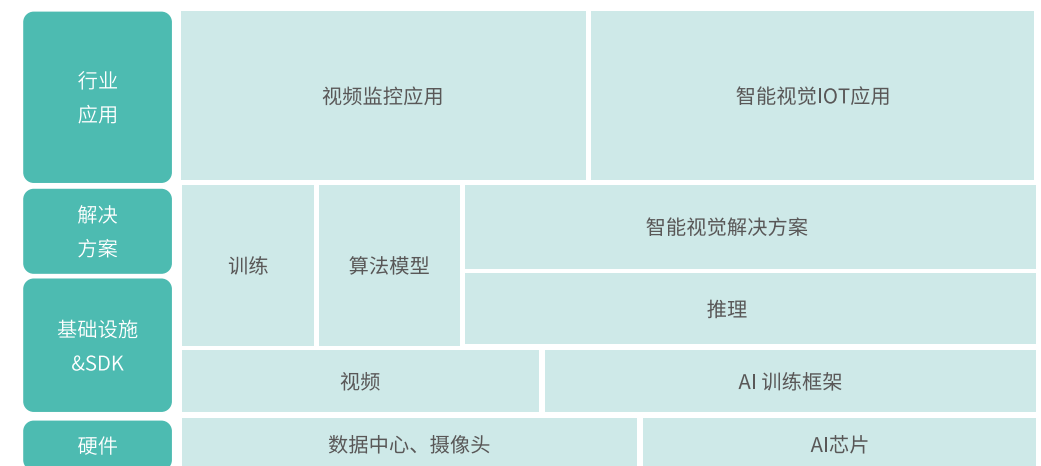 行业
应用
视频监控应用
智能视觉IOT应用
解决
方案
训练
算法模型
智能视觉解决方案
推理
基础设施
&SDK
视频
AI 训练框架
硬件
数据中心、摄像头
AI芯片